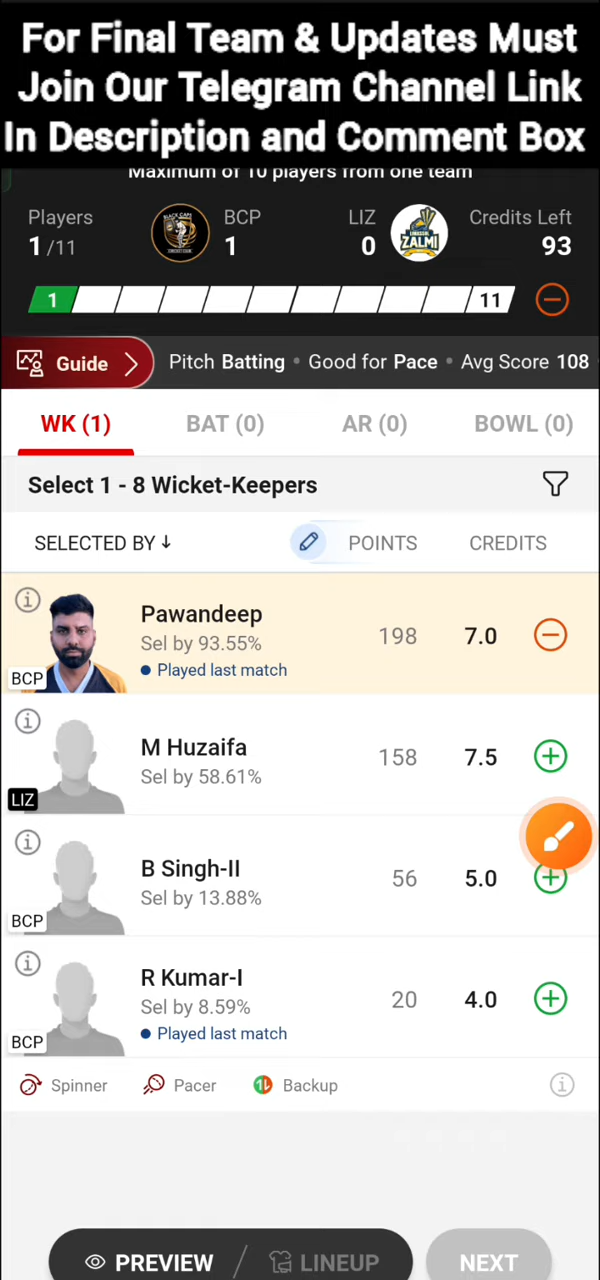 For Final Team & Updates Must
Join Our Telegram Channel Link
In Description and Comment Box
Maximum of 10 players from one team
Players BCP LIZ Credits Left
1/11 1 0 93
BLACK CAPS
ZALMI
1 11
Guide Pitch Batting • Good for Pace • Avg Score 108
WK (1) BAT (0) AR (0) BOWL (0)
Select 1 - 8 Wicket-Keepers
SELECTED BY ↓ POINTS CREDITS
Pawandeep
Sel by 93.55% 198 7.0
Played last match
BCP
M Huzaifa
Sel by 58.61% 158 7.5
LIZ
B Singh-II
Sel by 13.88% 56 5.0
BCP
R Kumar-I
Sel by 8.59% 20 4.0
Played last match
BCP
Spinner Pacer Backup
PREVIEW / LINEUP NEXT